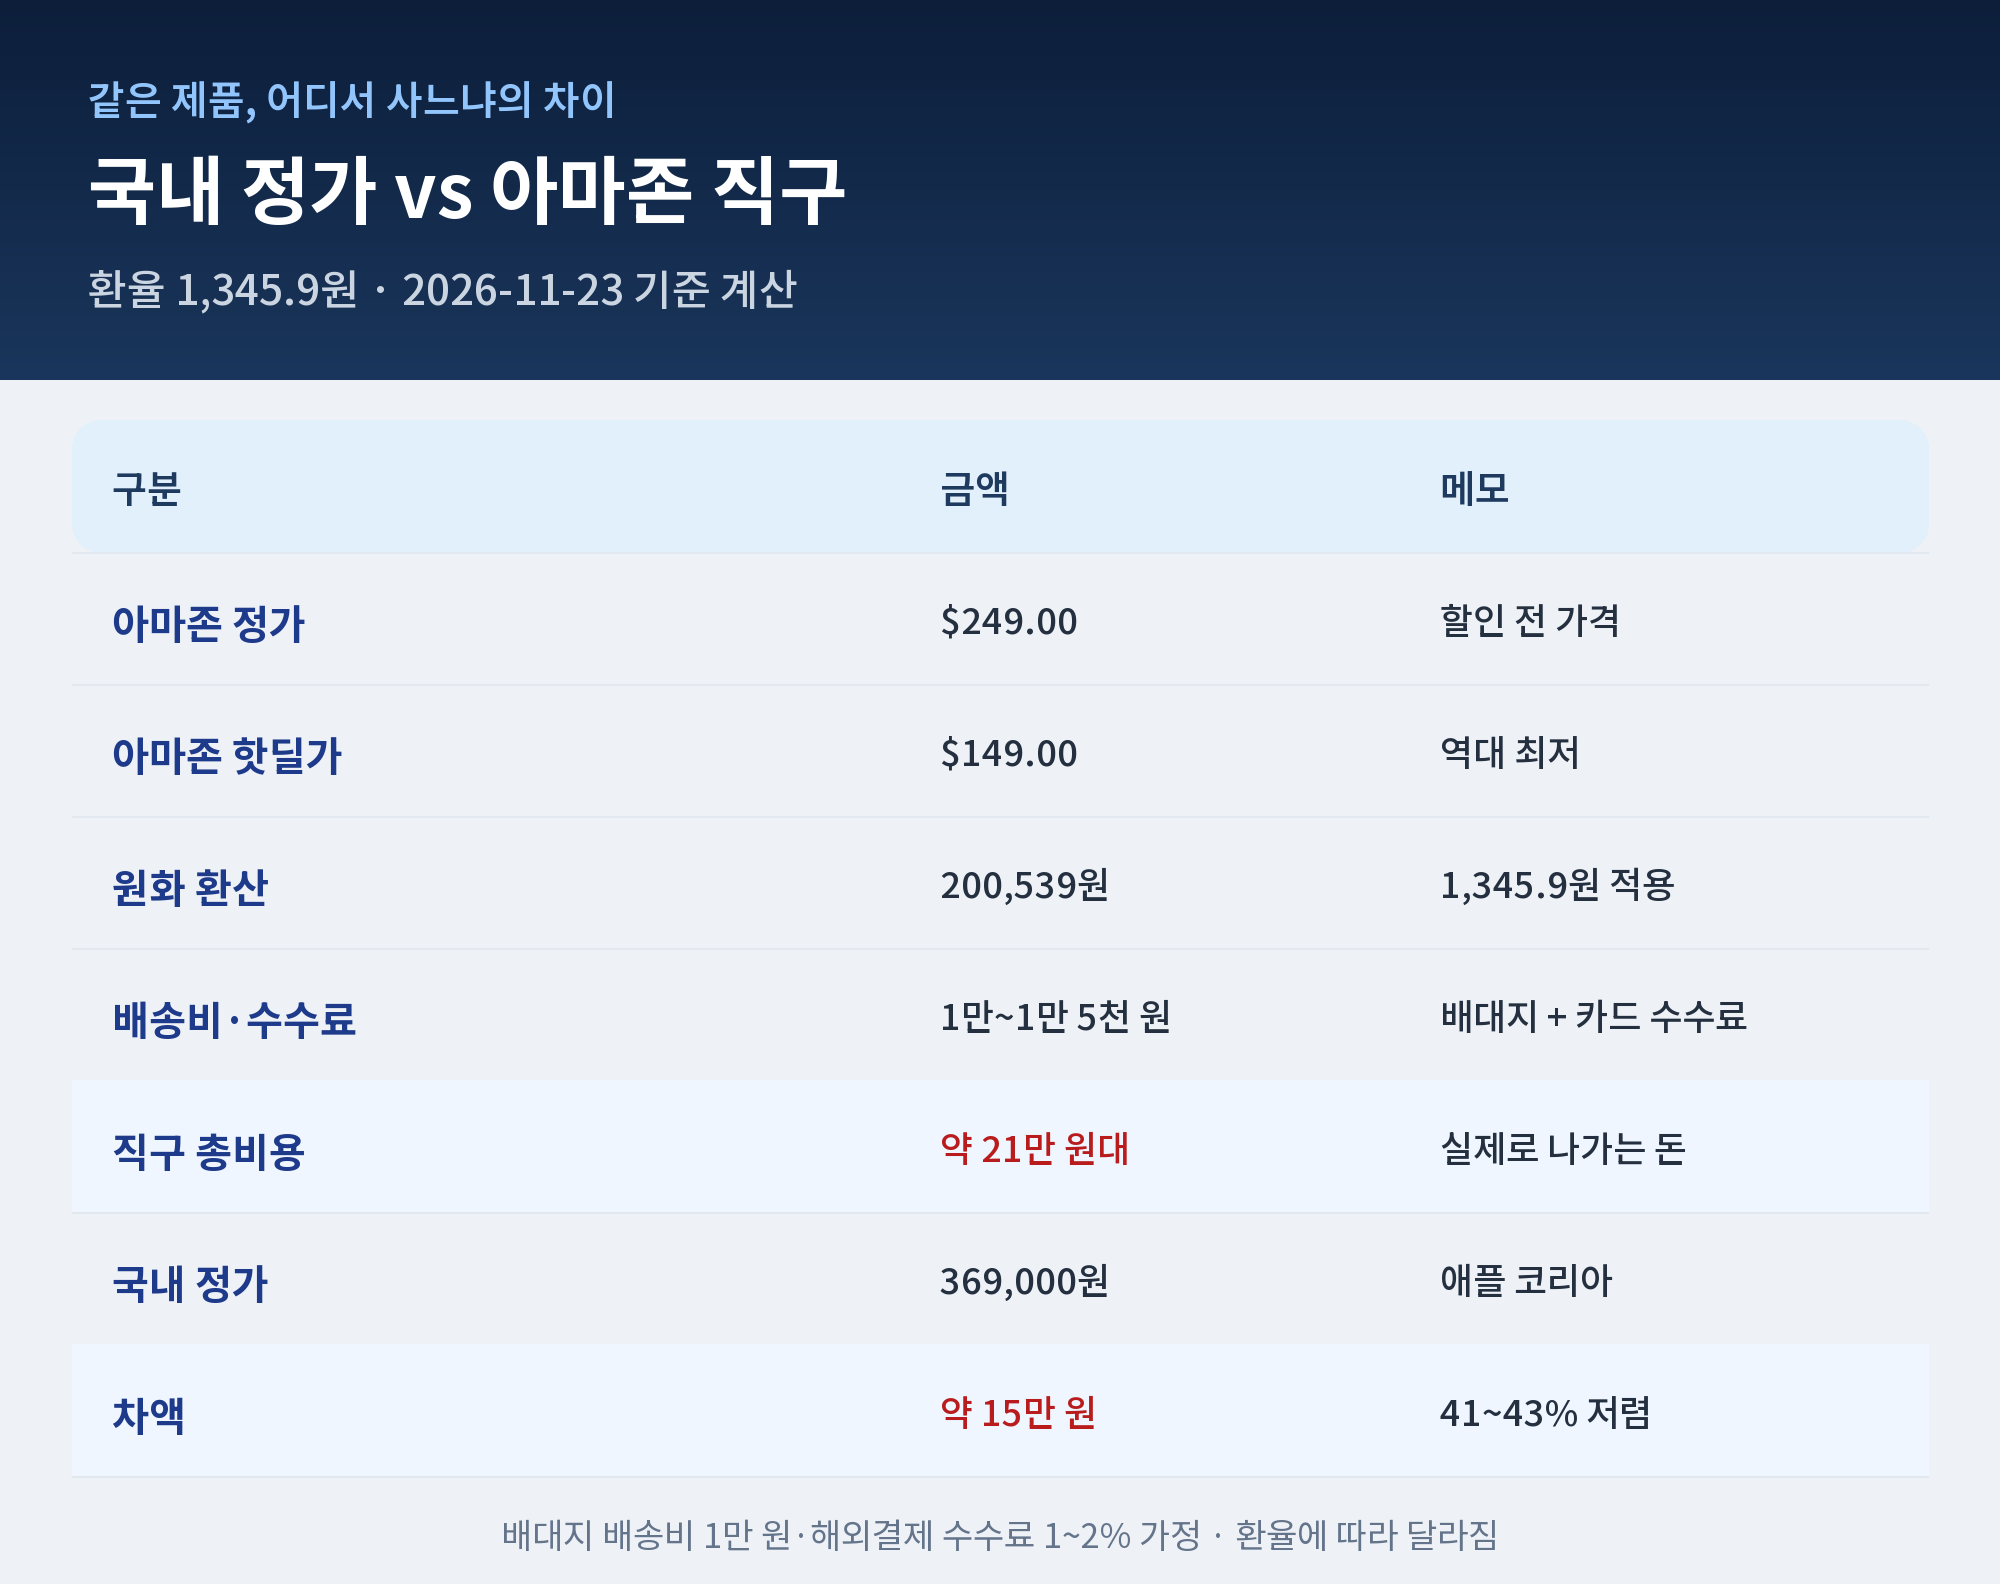 같은 제품, 어디서 사느냐의 차이
국내 정가 vs 아마존 직구
환율 1,345.9원 · 2026-11-23 기준 계산
구분 금액 메모
아마존 정가 $249.00 할인 전 가격
아마존 핫딜가 $149.00 역대 최저
원화 환산 200,539원 1,345.9원 적용
배송비·수수료 1만~1만 5천 원 배대지 + 카드 수수료
직구 총비용 약 21만 원대 실제로 나가는 돈
국내 정가 369,000원 애플 코리아
차액 약 15만 원 41~43% 저렴
배대지 배송비 1만 원·해외결제 수수료 1~2% 가정 · 환율에 따라 달라짐